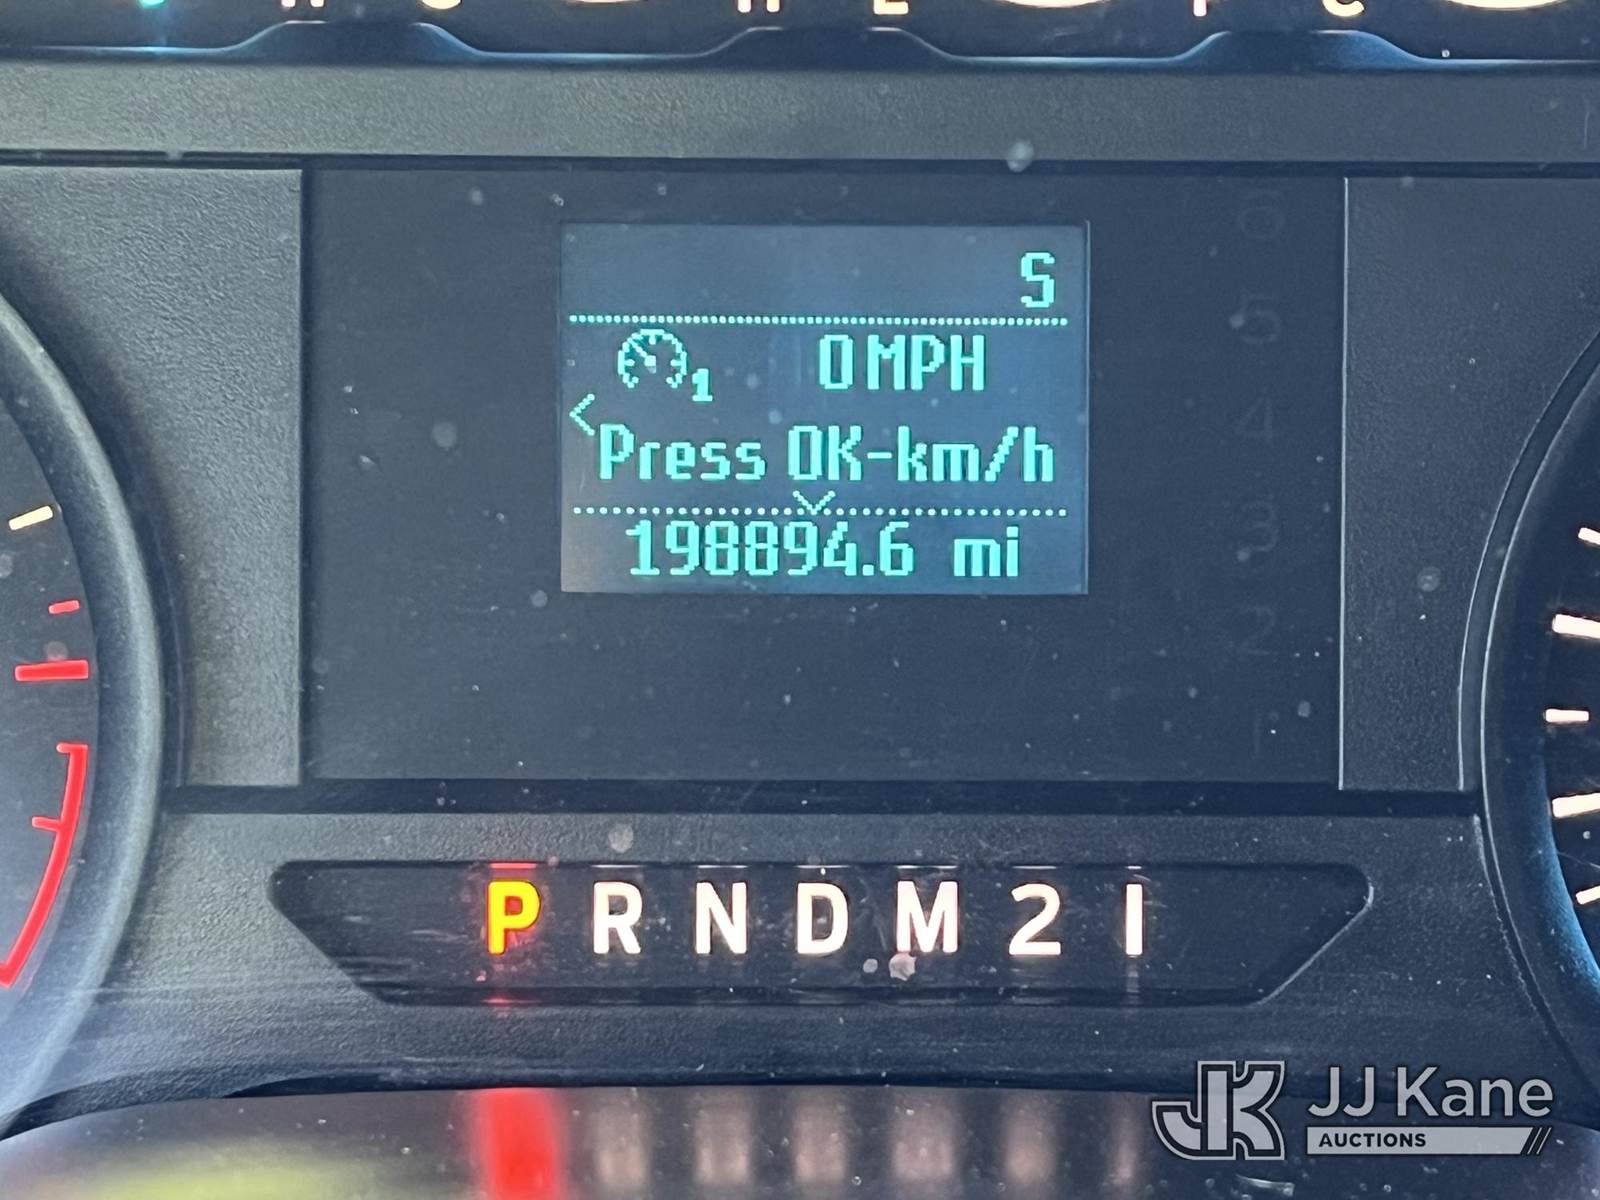 S
1 0 MPH
Press OK-km/h
198894.6 mi
P R N D M 2 1
JJ Kane
AUCTIONS